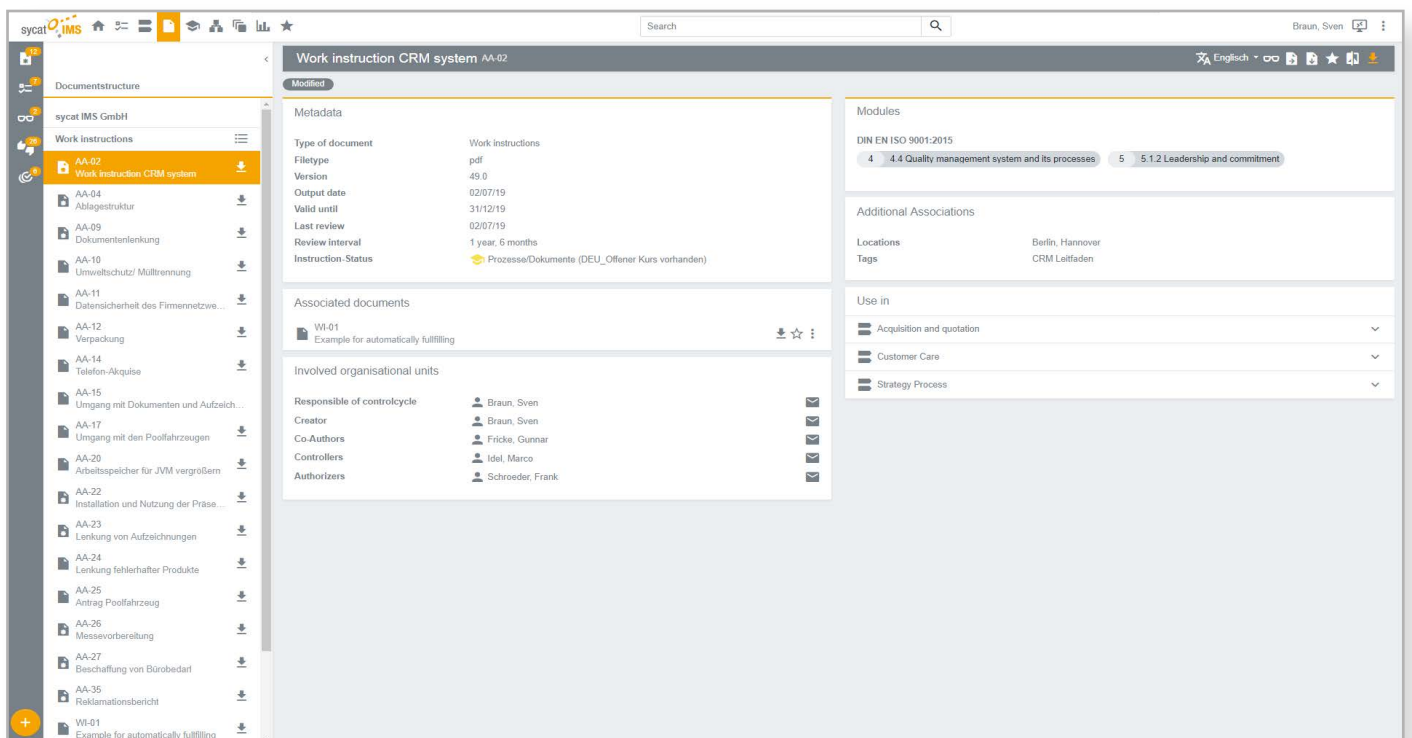 sycat IMS
Search
Braun, Sven
12
7
2
26
6
Documentstructure
sycat IMS GmbH
Work instructions
AA-02
Work instruction CRM system
AA-04
Ablagestruktur
AA-09
Dokumentenlenkung
AA-10
Umweltschutz/ Mülltrennung
AA-11
Datensicherheit des Firmennetzwe...
AA-12
Verpackung
AA-14
Telefon-Akquise
AA-15
Umgang mit Dokumenten und Aufzeich...
AA-17
Umgang mit den Poolfahrzeugen
AA-20
Arbeitsspeicher für JVM vergrößern
AA-22
Installation und Nutzung der Präse...
AA-23
Lenkung von Aufzeichnungen
AA-24
Lenkung fehlerhafter Produkte
AA-25
Antrag Poolfahrzeug
AA-26
Messevorbereitung
AA-27
Beschaffung von Bürobedarf
AA-35
Reklamationsbericht
WI-01
Example for automatically fullfilling
Work instruction CRM system AA-02
Englisch
Modified
Metadata
Type of document Work instructions
Filetype pdf
Version 49.0
Output date 02/07/19
Valid until 31/12/19
Last review 02/07/19
Review interval 1 year, 6 months
Instruction-Status Prozesse/Dokumente (DEU_Offener Kurs vorhanden)
Associated documents
WI-01
Example for automatically fullfilling
Involved organisational units
Responsible of controlcycle Braun, Sven
Creator Braun, Sven
Co-Authors Fricke, Gunnar
Controllers Idel, Marco
Authorizers Schroeder, Frank
Modules
DIN EN ISO 9001:2015
4 4.4 Quality management system and its processes 5 5.1.2 Leadership and commitment
Additional Associations
Locations Berlin, Hannover
Tags CRM Leitfaden
Use in
Acquisition and quotation
Customer Care
Strategy Process